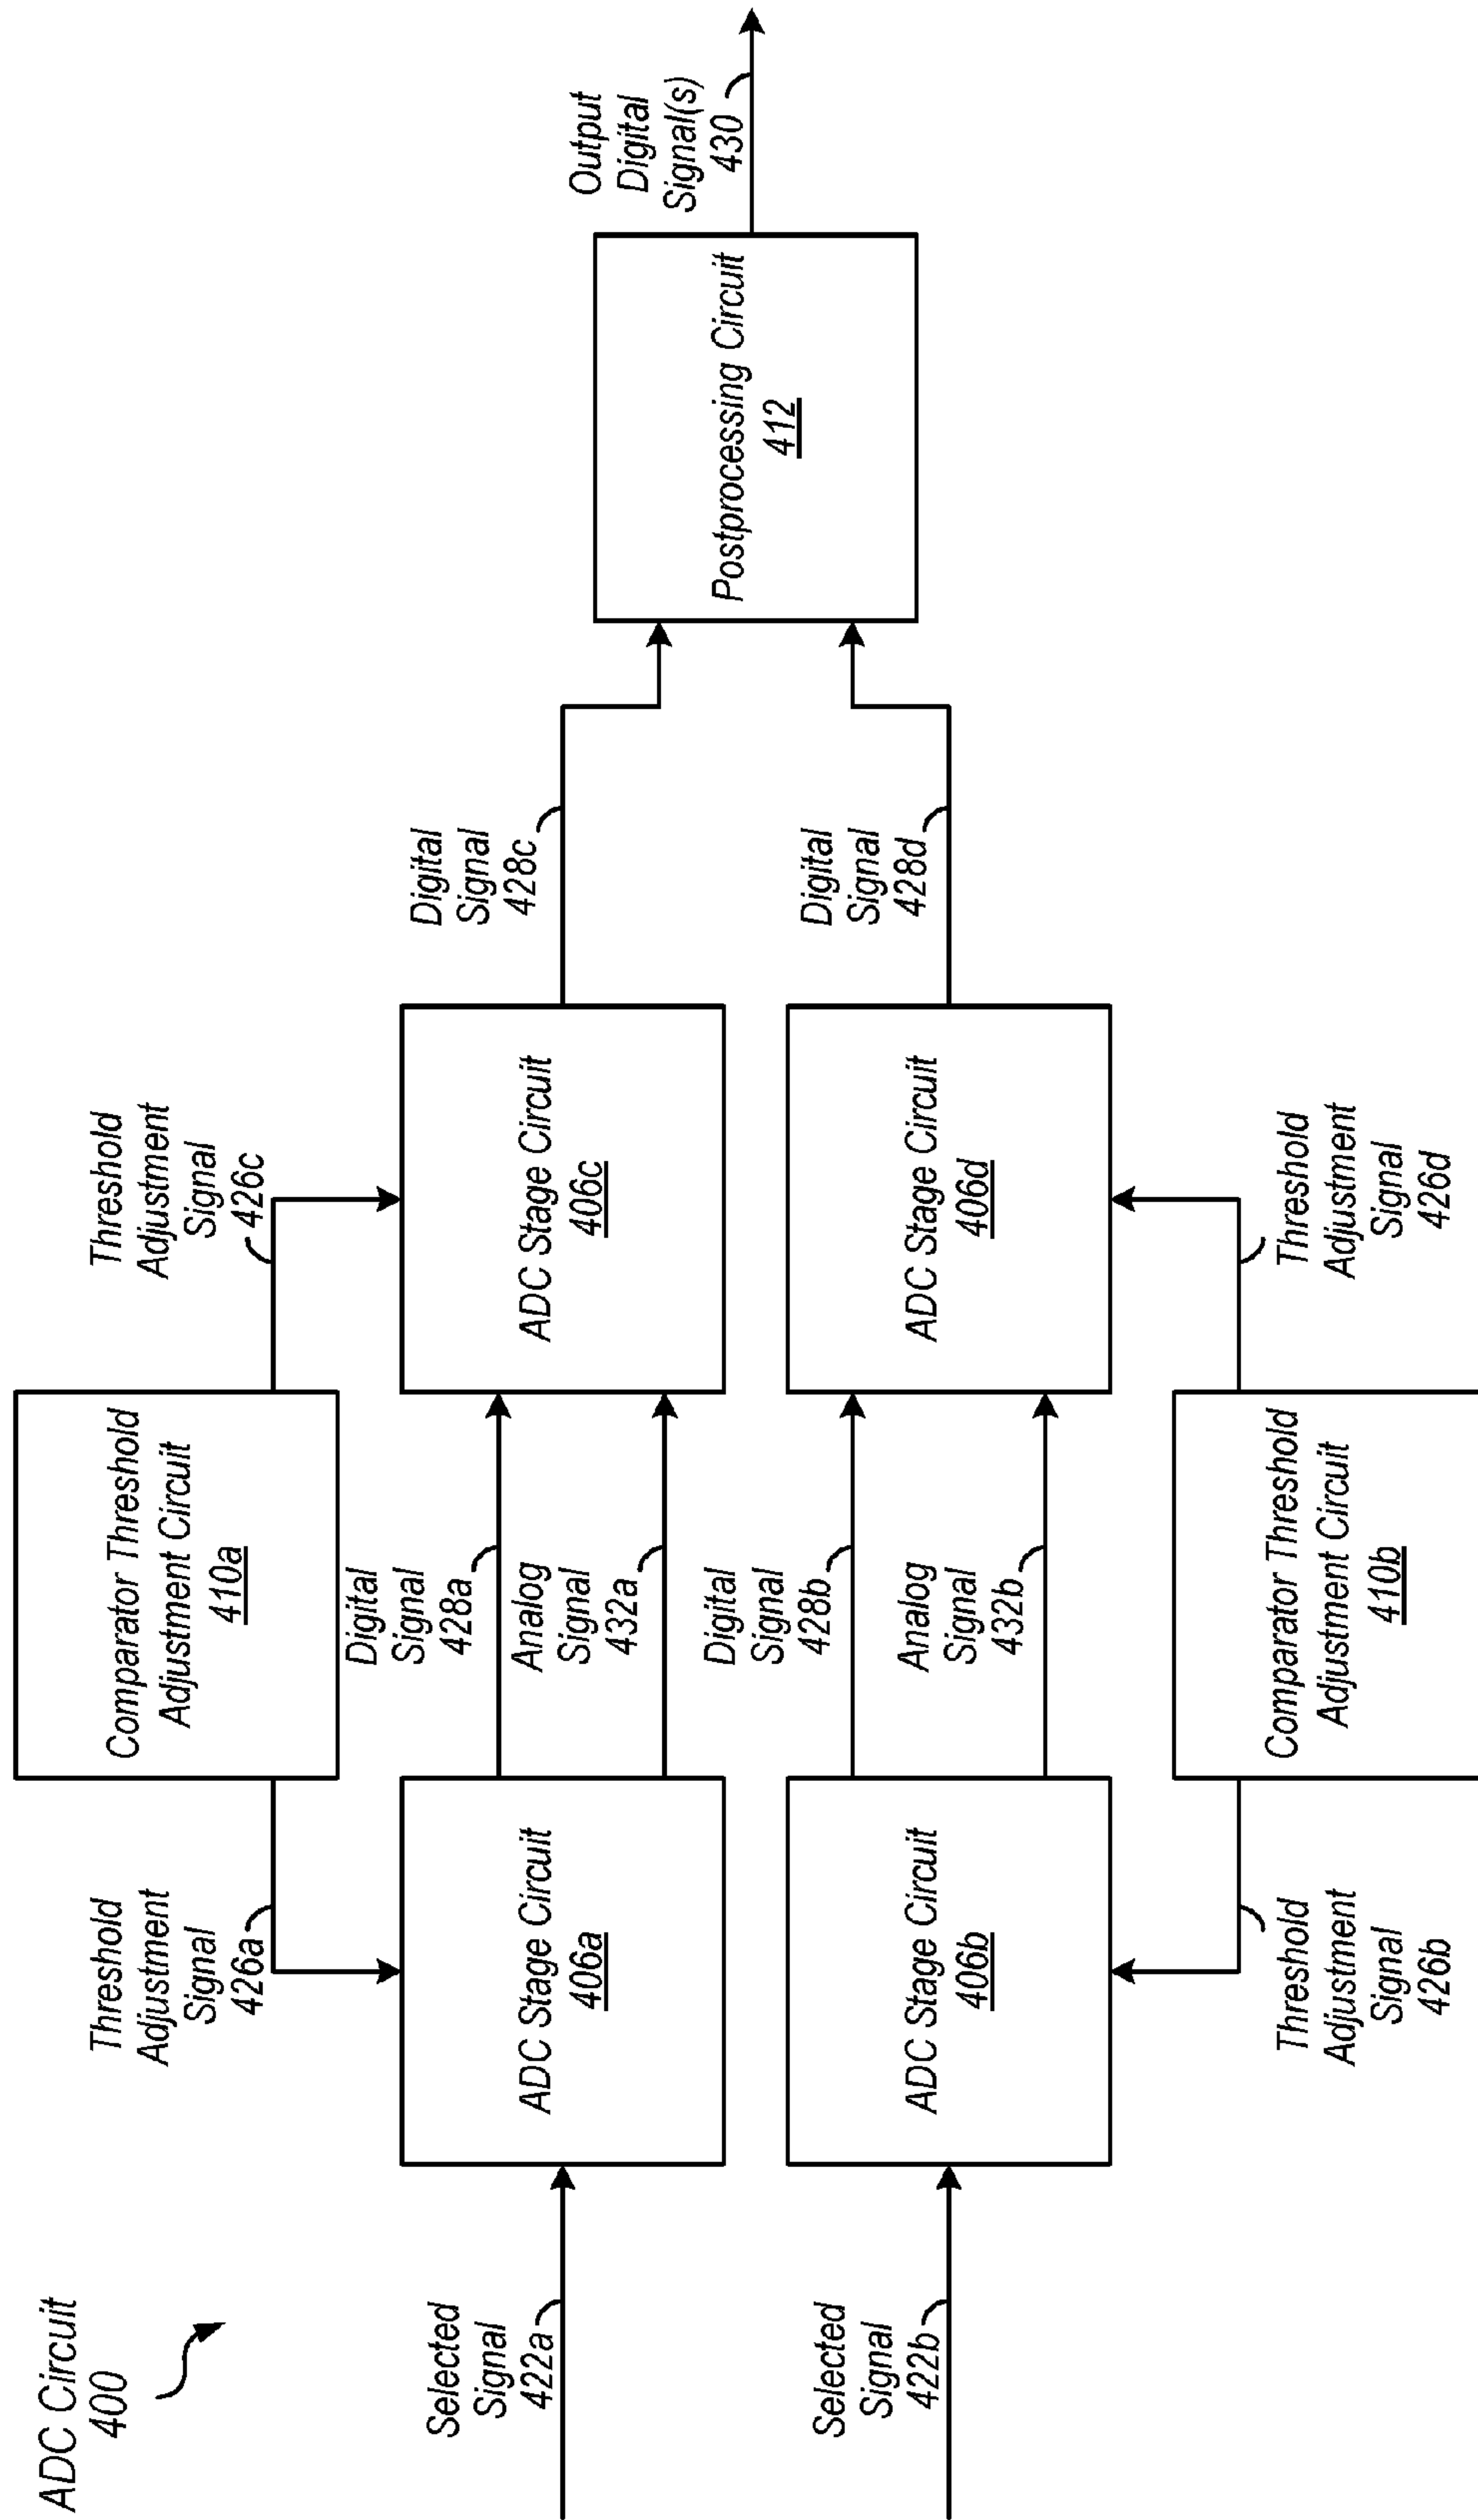 ADC Circuit
400
Threshold
Adjustment
Signal
426a
Comparator Threshold
Adjustment Circuit
410a
Threshold
Adjustment
Signal
426c
Selected
Signal
422a
ADC Stage Circuit
406a
Digital
Signal
428a
Analog
Signal
432a
ADC Stage Circuit
406c
Digital
Signal
428c
Output
Digital
Signal(s)
430
Postprocessing Circuit
412
Selected
Signal
422b
ADC Stage Circuit
406b
Digital
Signal
428b
Analog
Signal
432b
ADC Stage Circuit
406d
Digital
Signal
428d
Threshold
Adjustment
Signal
426b
Comparator Threshold
Adjustment Circuit
410b
Threshold
Adjustment
Signal
426d